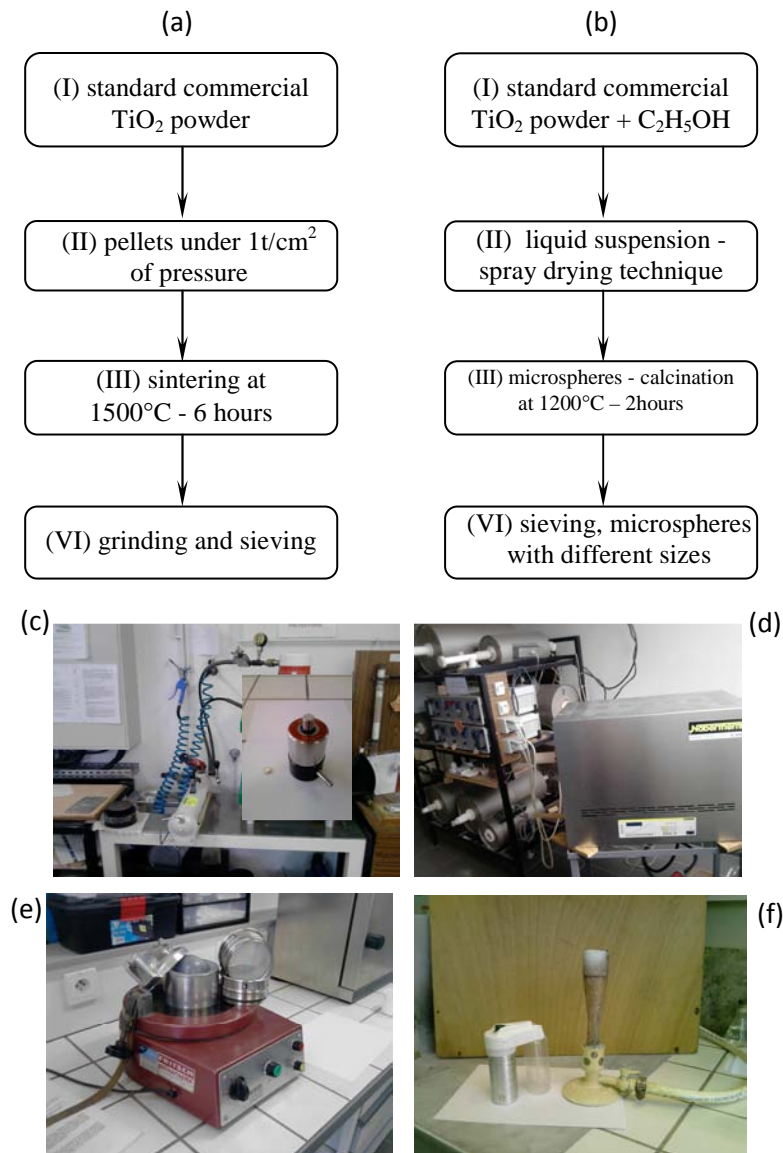 (a)
(I) standard commercial
TiO₂ powder
(II) pellets under 1t/cm²
of pressure
(III) sintering at
1500°C - 6 hours
(VI) grinding and sieving
(b)
(I) standard commercial
TiO₂ powder + C₂H₅OH
(II) liquid suspension -
spray drying technique
(III) microspheres - calcination
at 1200°C – 2hours
(VI) sieving, microspheres
with different sizes
(c)
(d)
(e)
FRITSCH
(f)